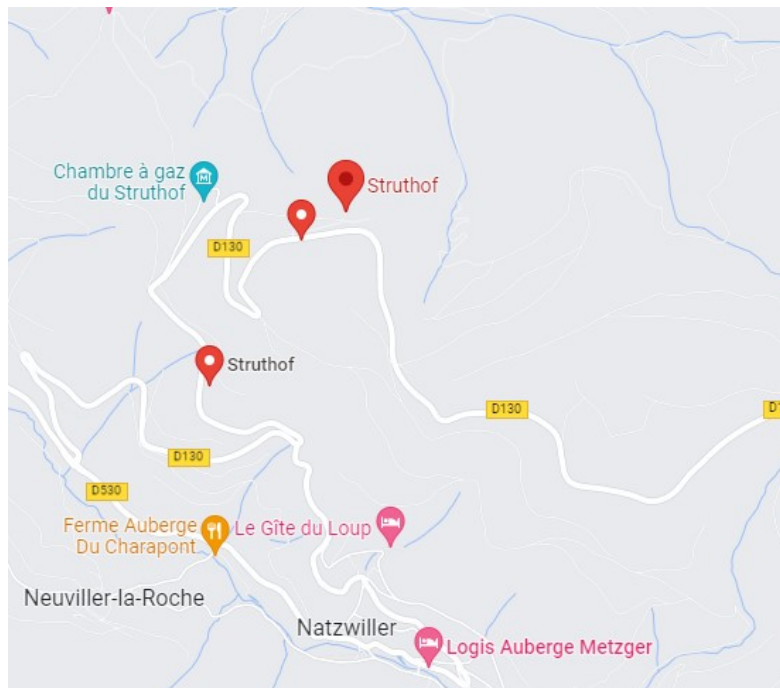 Chambre à gaz
du Struthof
Struthof
D130
Struthof
D130
D130
D530
Ferme Auberge
Du Charapont
Le Gîte du Loup
Neuviller-la-Roche
Natzwiller
Logis Auberge Metzger